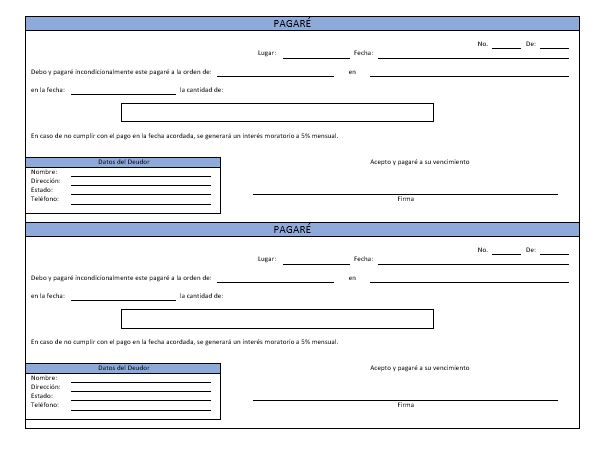 PAGARÉ
No. De:
Lugar: Fecha:
Debo y pagaré incondicionalmente este pagaré a la orden de: en
en la fecha: la cantidad de:
En caso de no cumplir con el pago en la fecha acordada, se generará un interés moratorio a 5% mensual.
Datos del Deudor Acepto y pagaré a su vencimiento
Nombre:
Dirección:
Estado:
Teléfono: Firma
PAGARÉ
No. De:
Lugar: Fecha:
Debo y pagaré incondicionalmente este pagaré a la orden de: en
en la fecha: la cantidad de:
En caso de no cumplir con el pago en la fecha acordada, se generará un interés moratorio a 5% mensual.
Datos del Deudor Acepto y pagaré a su vencimiento
Nombre:
Dirección:
Estado:
Teléfono: Firma